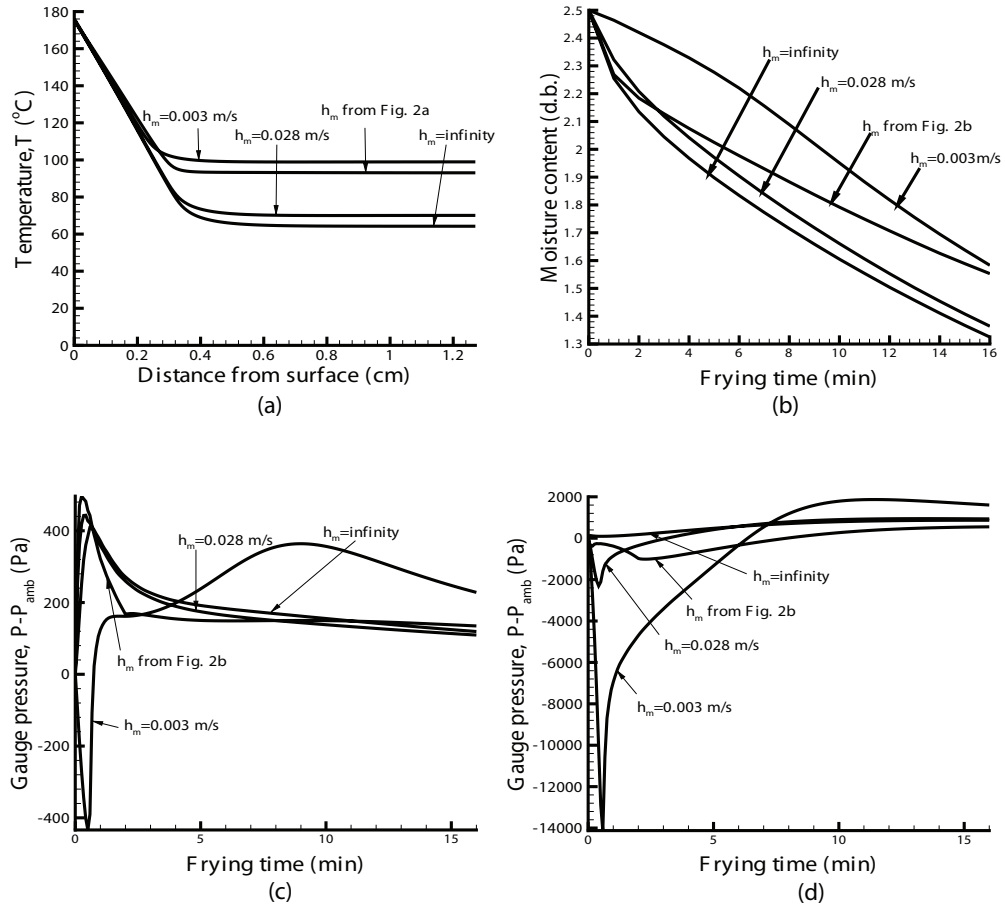 180
160
140
120
100
80
60
40
20
0
Temperature,T (°C)
h_m=0.003 m/s
h_m=0.028 m/s
h_m from Fig. 2a
h_m=infinity
0 0.2 0.4 0.6 0.8 1 1.2
Distance from surface (cm)
(a)
2.5
2.4
2.3
2.2
2.1
2
1.9
1.8
1.7
1.6
1.5
1.4
1.3
Moisture content (d.b.)
h_m=infinity
h_m=0.028 m/s
h_m from Fig. 2b
h_m=0.003m/s
0 2 4 6 8 10 12 14 16
Frying time (min)
(b)
400
200
0
-200
-400
Gauge pressure, P-P_amb (Pa)
h_m=0.028 m/s
h_m=infinity
h_m from Fig. 2b
h_m=0.003 m/s
0 5 10 15
Frying time (min)
(c)
2000
0
-2000
-4000
-6000
-8000
-10000
-12000
-14000
Gauge pressure, P-P_amb (Pa)
h_m=infinity
h_m from Fig. 2b
h_m=0.028 m/s
h_m=0.003 m/s
0 5 10 15
Frying time (min)
(d)